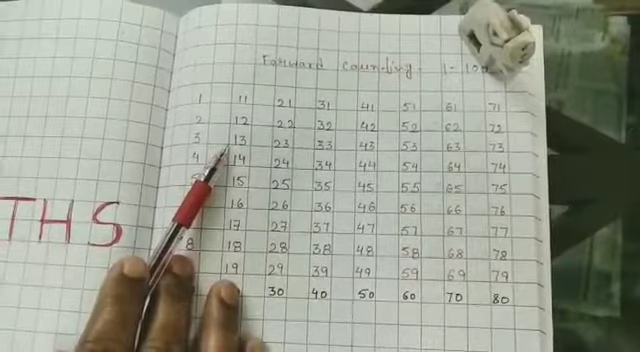 Forward counting. 1-100
1 11 21 31 41 51 61 71
2 12 22 32 42 52 62 72
3 13 23 33 43 53 63 73
4 14 24 34 44 54 64 74
15 25 35 45 55 65 75
16 26 36 46 56 66 76
THS
17 27 37 47 57 67 77
8 18 28 38 48 58 68 78
19 29 39 49 59 69 79
30 40 50 60 70 80